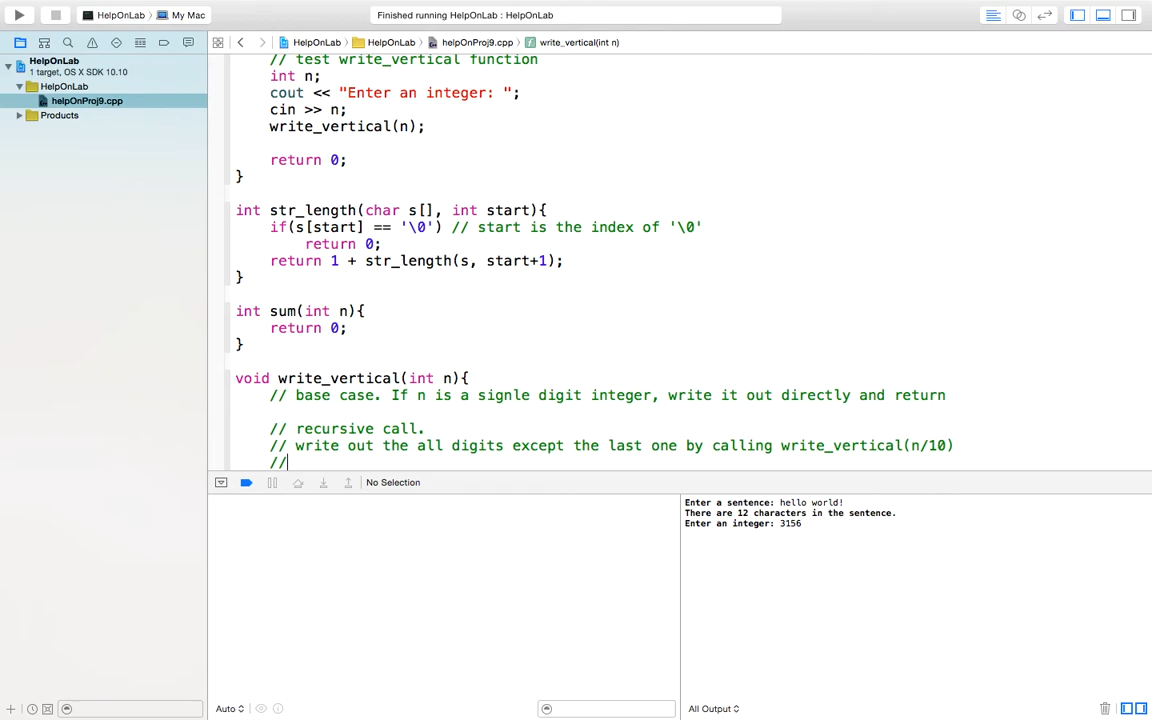 HelpOnLab 〉 My Mac
Finished running HelpOnLab : HelpOnLab
HelpOnLab 〉 HelpOnLab 〉 helpOnProj9.cpp 〉 write_vertical(int n)
HelpOnLab
1 target, OS X SDK 10.10
HelpOnLab
helpOnProj9.cpp
Products
// test write_vertical function
int n;
cout << "Enter an integer: ";
cin >> n;
write_vertical(n);
return 0;
}
int str_length(char s[], int start){
if(s[start] == '\0') // start is the index of '\0'
return 0;
return 1 + str_length(s, start+1);
}
int sum(int n){
return 0;
}
void write_vertical(int n){
// base case. If n is a signle digit integer, write it out directly and return
// recursive call.
// write out the all digits except the last one by calling write_vertical(n/10)
//
No Selection
Enter a sentence: hello world!
There are 12 characters in the sentence.
Enter an integer: 3156
Auto
All Output